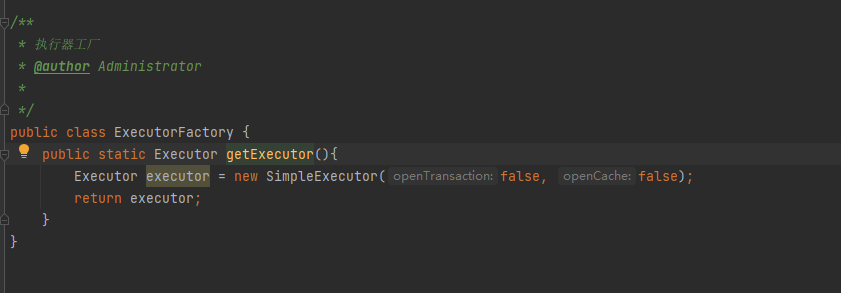 /**
 * 执行器工厂
 * @author Administrator
 *
 */
public class ExecutorFactory {
    public static Executor getExecutor(){
        Executor executor = new SimpleExecutor( openTransaction: false, openCache: false);
        return executor;
    }
}